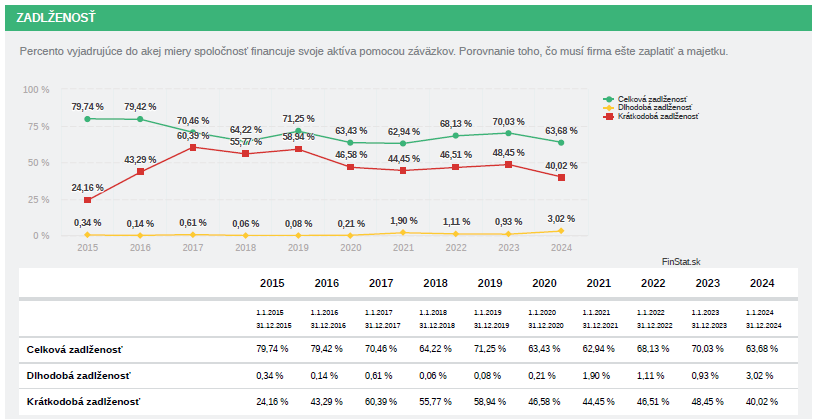 ZADLŽENOSŤ
Percento vyjadrujúce do akej miery spoločnosť financuje svoje aktíva pomocou záväzkov. Porovnanie toho, čo musí firma ešte zaplatiť a majetku.
100 %
75 %
50 %
25 %
0 %
79,74 % 79,42 % 70,46 % 64,22 % 71,25 % 63,43 % 62,94 % 68,13 % 70,03 % 63,68 %
24,16 % 43,29 % 60,39 % 55,77 % 58,94 % 46,58 % 44,45 % 46,51 % 48,45 % 40,02 %
0,34 % 0,14 % 0,61 % 0,06 % 0,08 % 0,21 % 1,90 % 1,11 % 0,93 % 3,02 %
2015 2016 2017 2018 2019 2020 2021 2022 2023 2024
Celková zadlženosť
Dlhodobá zadlženosť
Krátkodobá zadlženosť
FinStat.sk
2015 2016 2017 2018 2019 2020 2021 2022 2023 2024
1.1.2015 1.1.2016 1.1.2017 1.1.2018 1.1.2019 1.1.2020 1.1.2021 1.1.2022 1.1.2023 1.1.2024
31.12.2015 31.12.2016 31.12.2017 31.12.2018 31.12.2019 31.12.2020 31.12.2021 31.12.2022 31.12.2023 31.12.2024
Celková zadlženosť 79,74 % 79,42 % 70,46 % 64,22 % 71,25 % 63,43 % 62,94 % 68,13 % 70,03 % 63,68 %
Dlhodobá zadlženosť 0,34 % 0,14 % 0,61 % 0,06 % 0,08 % 0,21 % 1,90 % 1,11 % 0,93 % 3,02 %
Krátkodobá zadlženosť 24,16 % 43,29 % 60,39 % 55,77 % 58,94 % 46,58 % 44,45 % 46,51 % 48,45 % 40,02 %